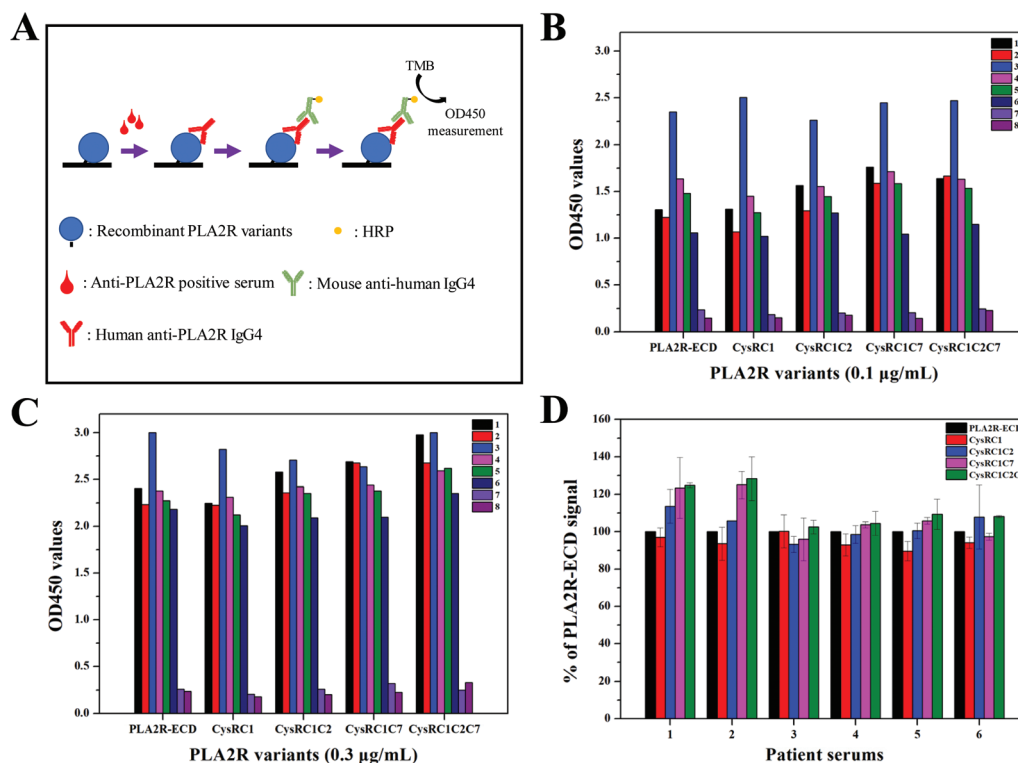 A
TMB
OD450
measurement
: Recombinant PLA2R variants
: HRP
: Anti-PLA2R positive serum
: Mouse anti-human IgG4
: Human anti-PLA2R IgG4
B
3.0
2.5
2.0
1.5
1.0
0.5
0.0
OD450 values
1
2
3
4
5
6
7
8
PLA2R-ECD CysRC1 CysRC1C2 CysRC1C7 CysRC1C2C7
PLA2R variants (0.1 μg/mL)
C
3.0
2.5
2.0
1.5
1.0
0.5
0.0
OD450 values
1
2
3
4
5
6
7
8
PLA2R-ECD CysRC1 CysRC1C2 CysRC1C7 CysRC1C2C7
PLA2R variants (0.3 μg/mL)
D
160
140
120
100
80
60
40
20
0
% of PLA2R-ECD signal
PLA2R-ECD
CysRC1
CysRC1C2
CysRC1C7
CysRC1C2C
1 2 3 4 5 6
Patient serums